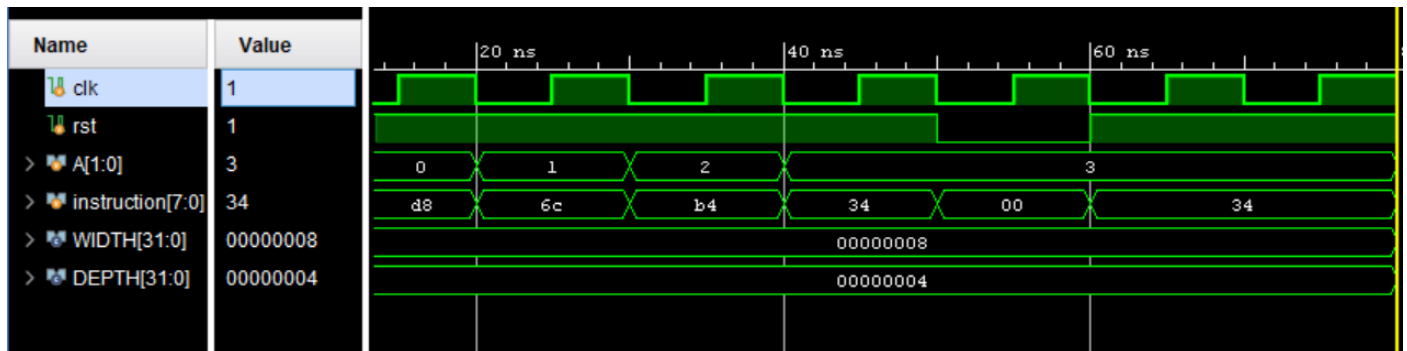 Name Value 20 ns 40 ns 60 ns
clk 1
rst 1
A[1:0] 3 0 1 2 3
instruction[7:0] 34 d8 6c b4 34 00 34
WIDTH[31:0] 00000008 00000008
DEPTH[31:0] 00000004 00000004